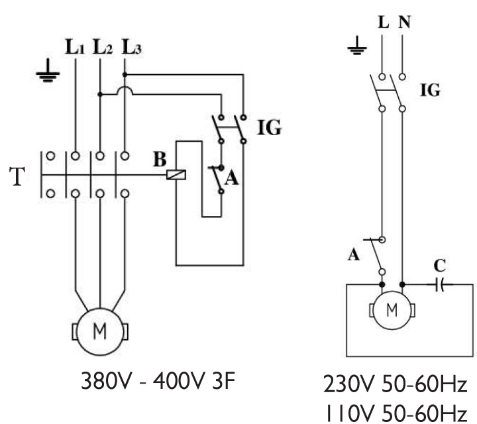 L1 L2 L3
L N
IG
IG
B
T
A
A
C
M
M
380V - 400V 3F
230V 50-60Hz
110V 50-60Hz